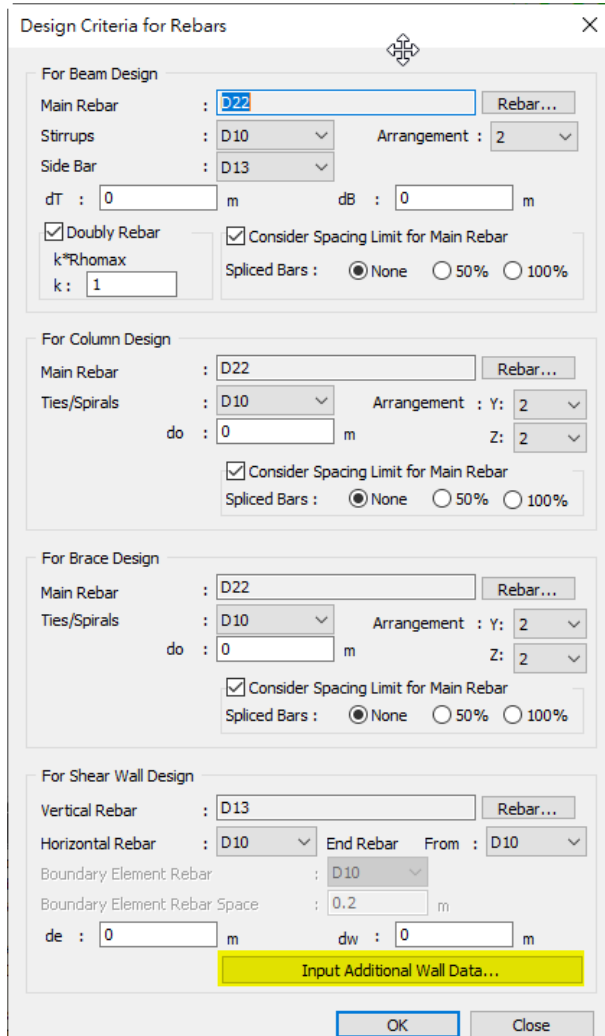 Design Criteria for Rebars
For Beam Design
Main Rebar : D22 Rebar...
Stirrups : D10 Arrangement : 2
Side Bar : D13
dT : 0 m dB : 0 m
Doubly Rebar Consider Spacing Limit for Main Rebar
k*Rhomax
Spliced Bars : None 50% 100%
k : 1
For Column Design
Main Rebar : D22 Rebar...
Ties/Spirals : D10 Arrangement : Y: 2
do : 0 m Z: 2
Consider Spacing Limit for Main Rebar
Spliced Bars : None 50% 100%
For Brace Design
Main Rebar : D22 Rebar...
Ties/Spirals : D10 Arrangement : Y: 2
do : 0 m Z: 2
Consider Spacing Limit for Main Rebar
Spliced Bars : None 50% 100%
For Shear Wall Design
Vertical Rebar : D13 Rebar...
Horizontal Rebar : D10 End Rebar From : D10
Boundary Element Rebar : D10
Boundary Element Rebar Space : 0.2 m
de : 0 m dw : 0 m
Input Additional Wall Data...
OK Close